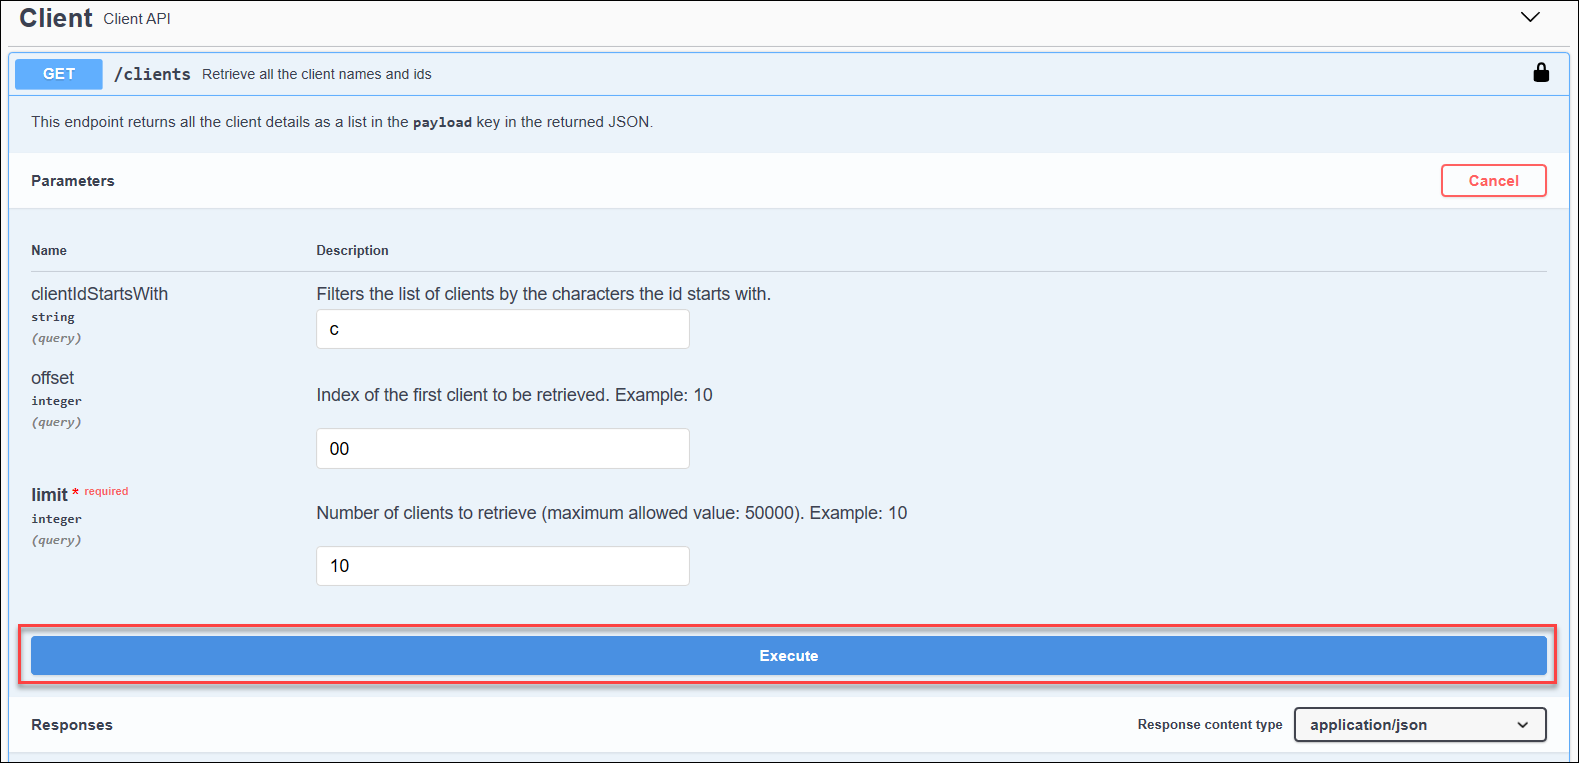 Client Client API
GET /clients Retrieve all the client names and ids
This endpoint returns all the client details as a list in the payload key in the returned JSON.
Parameters Cancel
Name Description
clientIdStartsWith Filters the list of clients by the characters the id starts with.
string
(query) c
offset
integer Index of the first client to be retrieved. Example: 10
(query)
00
limit * required
integer Number of clients to retrieve (maximum allowed value: 50000). Example: 10
(query)
10
Execute
Responses Response content type application/json